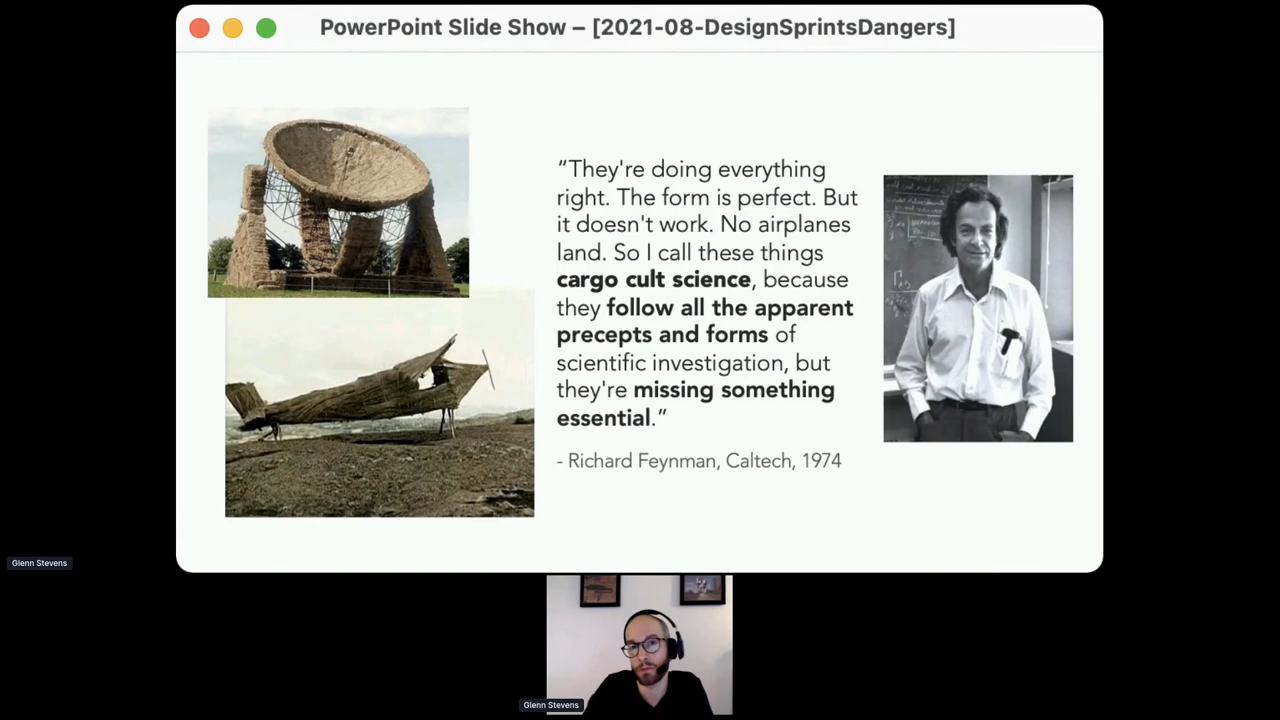 PowerPoint Slide Show – [2021-08-DesignSprintsDangers]
“They're doing everything
right. The form is perfect. But
it doesn't work. No airplanes
land. So I call these things
cargo cult science, because
they follow all the apparent
precepts and forms of
scientific investigation, but
they're missing something
essential.”
- Richard Feynman, Caltech, 1974
Glenn Stevens
Glenn Stevens